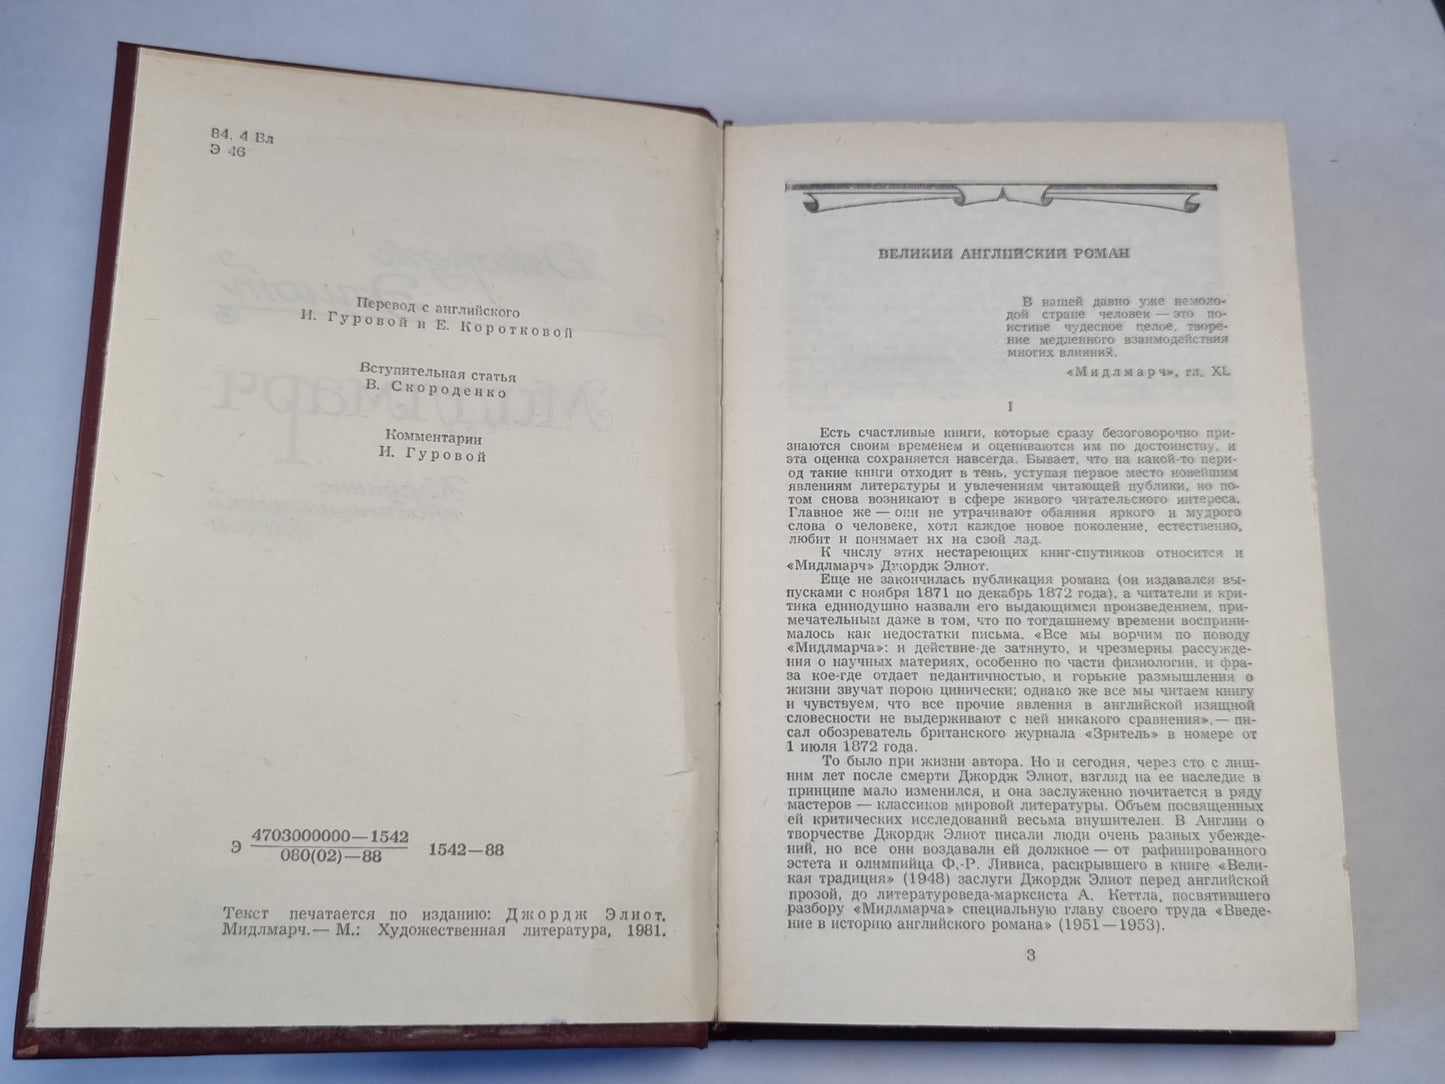 84. 4 Вл
Э 46
Перевод с английского
И. Гуровой и Е. Коротковой
Вступительная статья
В. Скороденко
Комментарии
И. Гуровой
Э 4703000000—1542
080(02)—88
1542—88
Текст печатается по изданию: Джордж Элиот.
Мидлмарч.— М.: Художественная литература, 1981.
ВЕЛИКИЙ АНГЛИЙСКИЙ РОМАН
В нашей давно уже немоло-
дой стране человек — это по-
истине чудесное целое, творе-
ние медленного взаимодействия
многих влияний.
«Мидлмарч», гл. XL
I
Есть счастливые книги, которые сразу безоговорочно при-
знаются своим временем и оцениваются им по достоинству, и
эта оценка сохраняется навсегда. Бывает, что на какой-то пери-
од такие книги отходят в тень, уступая первое место новейшим
явлениям литературы и увлечениям читающей публики, но по-
том снова возникают в сфере живого читательского интереса.
Главное же — они не утрачивают обаяния яркого и мудрого
слова о человеке, хотя каждое новое поколение, естественно,
любит и понимает их на свой лад.
К числу этих нестареющих книг-спутников относится и
«Мидлмарч» Джордж Элиот.
Еще не закончилась публикация романа (он издавался вы-
пусками с ноября 1871 по декабрь 1872 года), а читатели и кри-
тика единодушно назвали его выдающимся произведением, при-
мечательным даже в том, что по тогдашнему времени восприни-
малось как недостатки письма. «Все мы ворчим по поводу
«Мидлмарча»: и действие-де затянуто, и чрезмерны рассужде-
ния о научных материях, особенно по части физиологии, и фра-
за кое-где отдает педантичностью, и горькие размышления о
жизни звучат порою цинически; однако же все мы читаем книгу
и чувствуем, что все прочие явления в английской изящной
словесности не выдерживают с ней никакого сравнения»,— пи-
сал обозреватель британского журнала «Зритель» в номере от
1 июля 1872 года.
То было при жизни автора. Но и сегодня, через сто с лиш-
ним лет после смерти Джордж Элиот, взгляд на ее наследие в
принципе мало изменился, и она заслуженно почитается в ряду
мастеров — классиков мировой литературы. Объем посвященных
ей критических исследований весьма внушителен. В Англии о
творчестве Джордж Элиот писали люди очень разных убежде-
ний, но все они воздавали ей должное — от рафинированного
эстета и олимпийца Ф.-Р. Ливиса, раскрывшего в книге «Вели-
кая традиция» (1948) заслуги Джордж Элиот перед английской
прозой, до литературоведа-марксиста А. Кеттла, посвятившего
разбору «Мидлмарча» специальную главу своего труда «Введе-
ние в историю английского романа» (1951—1953).
3